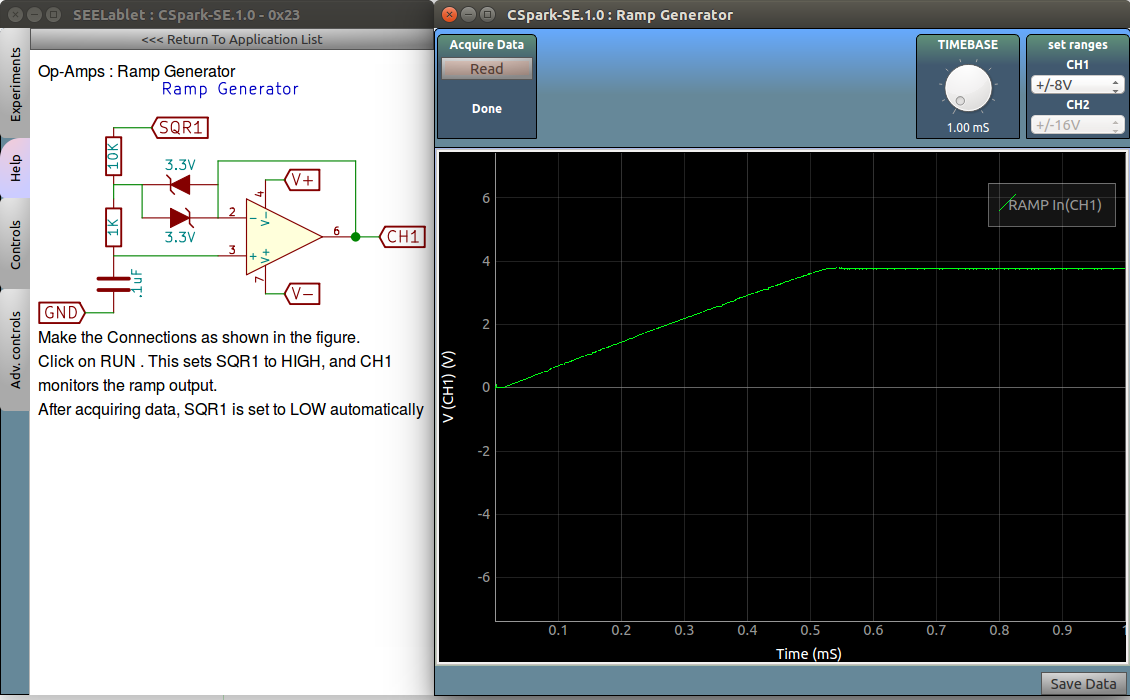 SEELablet : CSpark-SE.1.0 - 0x23
<<< Return To Application List
Experiments
Help
Controls
Adv. controls
Op-Amps : Ramp Generator
Ramp Generator
SQR1
10K
3.3V
1K
3.3V
.1uF
GND
2
3
4
6
7
V-
V+
−
+
V+
V-
CH1
Make the Connections as shown in the figure.
Click on RUN . This sets SQR1 to HIGH, and CH1
monitors the ramp output.
After acquiring data, SQR1 is set to LOW automatically
CSpark-SE.1.0 : Ramp Generator
Acquire Data
Read
Done
TIMEBASE
1.00 mS
set ranges
CH1
+/-8V
CH2
+/-16V
RAMP In(CH1)
V (CH1) (V)
6
4
2
0
-2
-4
-6
0.1 0.2 0.3 0.4 0.5 0.6 0.7 0.8 0.9 1
Time (mS)
Save Data